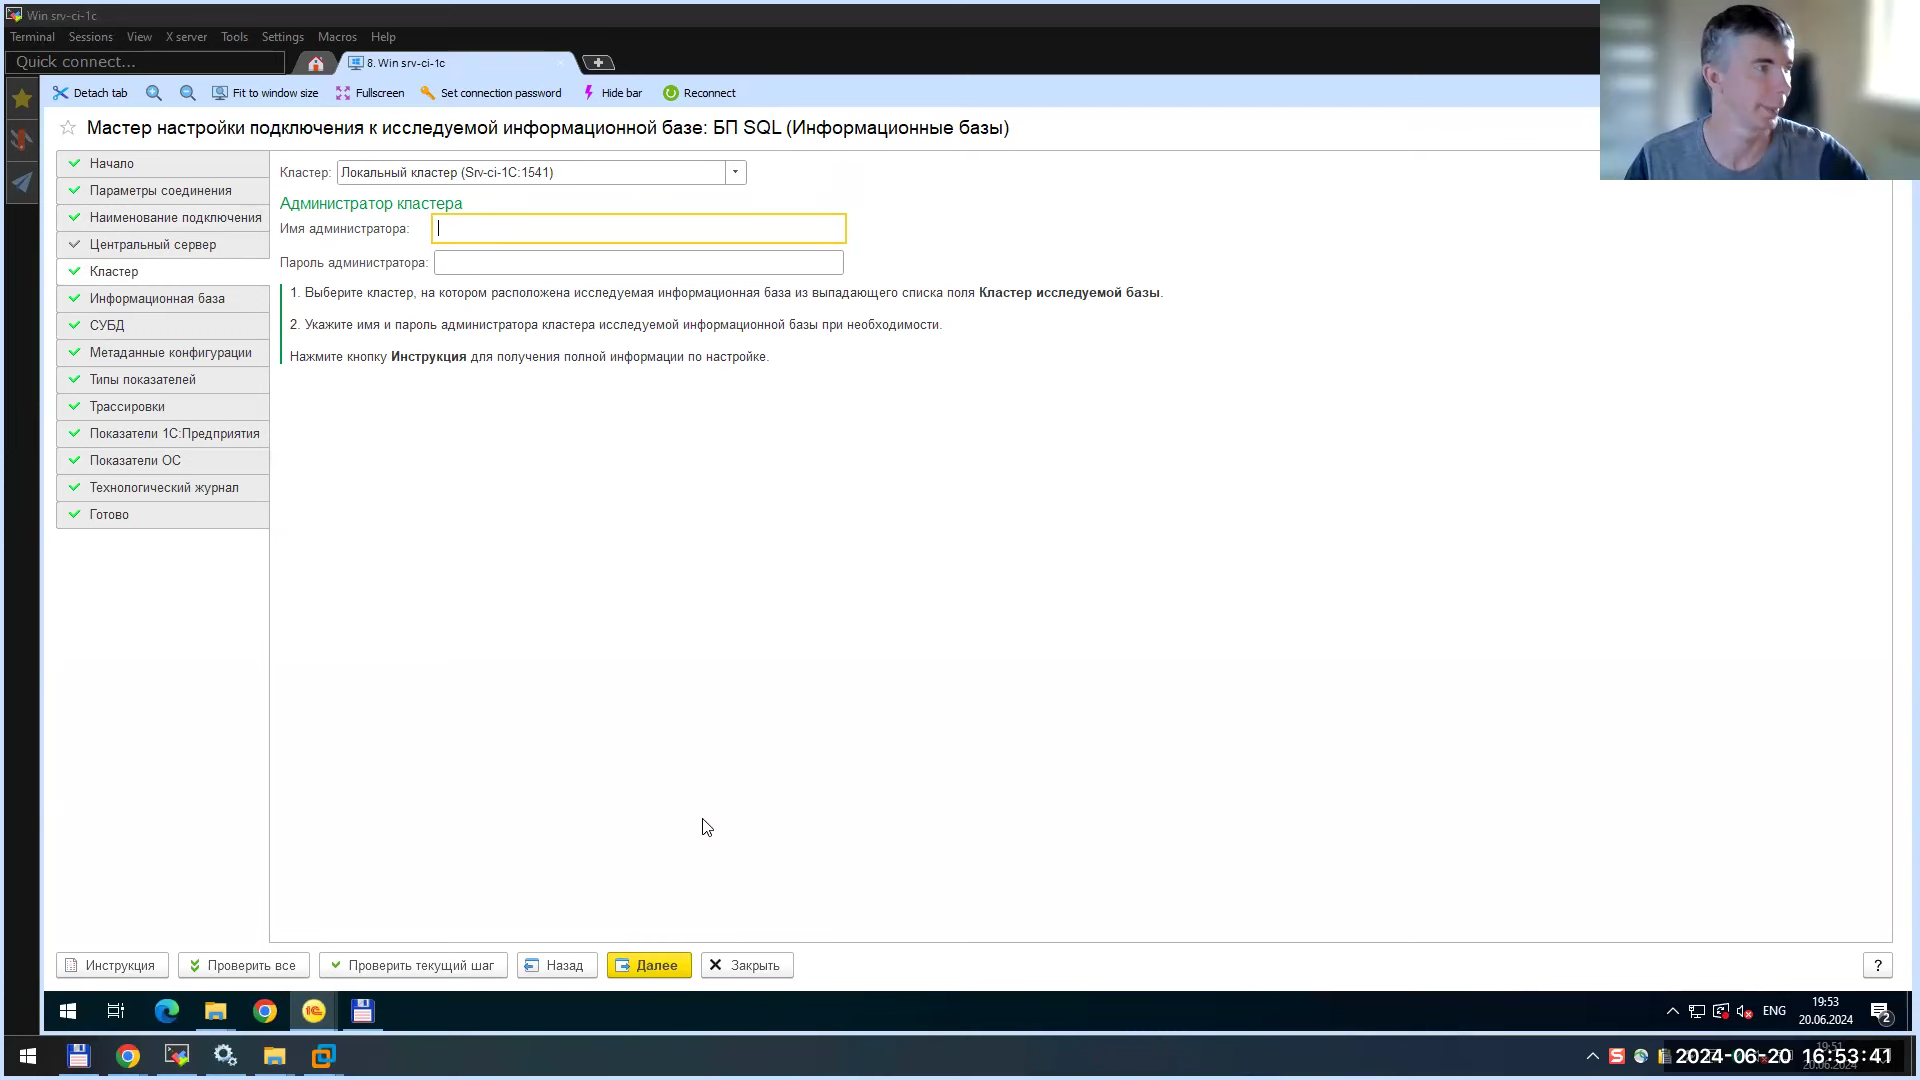 Win srv-ci-1c
Terminal Sessions View X server Tools Settings Macros Help
Quick connect...
8. Win srv-ci-1c
Detach tab Fit to window size Fullscreen Set connection password Hide bar Reconnect
Мастер настройки подключения к исследуемой информационной базе: БП SQL (Информационные базы)
Начало
Параметры соединения
Наименование подключения
Центральный сервер
Кластер
Информационная база
СУБД
Метаданные конфигурации
Типы показателей
Трассировки
Показатели 1С:Предприятия
Показатели ОС
Технологический журнал
Готово
Кластер: Локальный кластер (Srv-ci-1C:1541)
Администратор кластера
Имя администратора:
Пароль администратора:
1. Выберите кластер, на котором расположена исследуемая информационная база из выпадающего списка поля Кластер исследуемой базы.
2. Укажите имя и пароль администратора кластера исследуемой информационной базы при необходимости.
Нажмите кнопку Инструкция для получения полной информации по настройке.
Инструкция Проверить все Проверить текущий шаг Назад Далее Закрыть ?
ENG 19:53
20.06.2024
2
2024-06-20 16:53:41